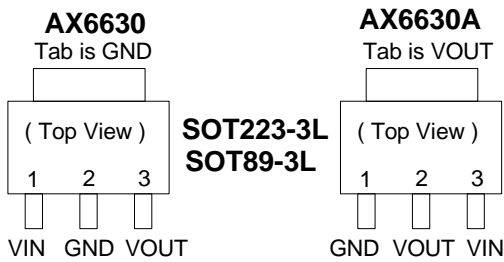 AX6630
Tab is GND
( Top View )
1 2 3
VIN GND VOUT
SOT223-3L
SOT89-3L
AX6630A
Tab is VOUT
( Top View )
1 2 3
GND VOUT VIN